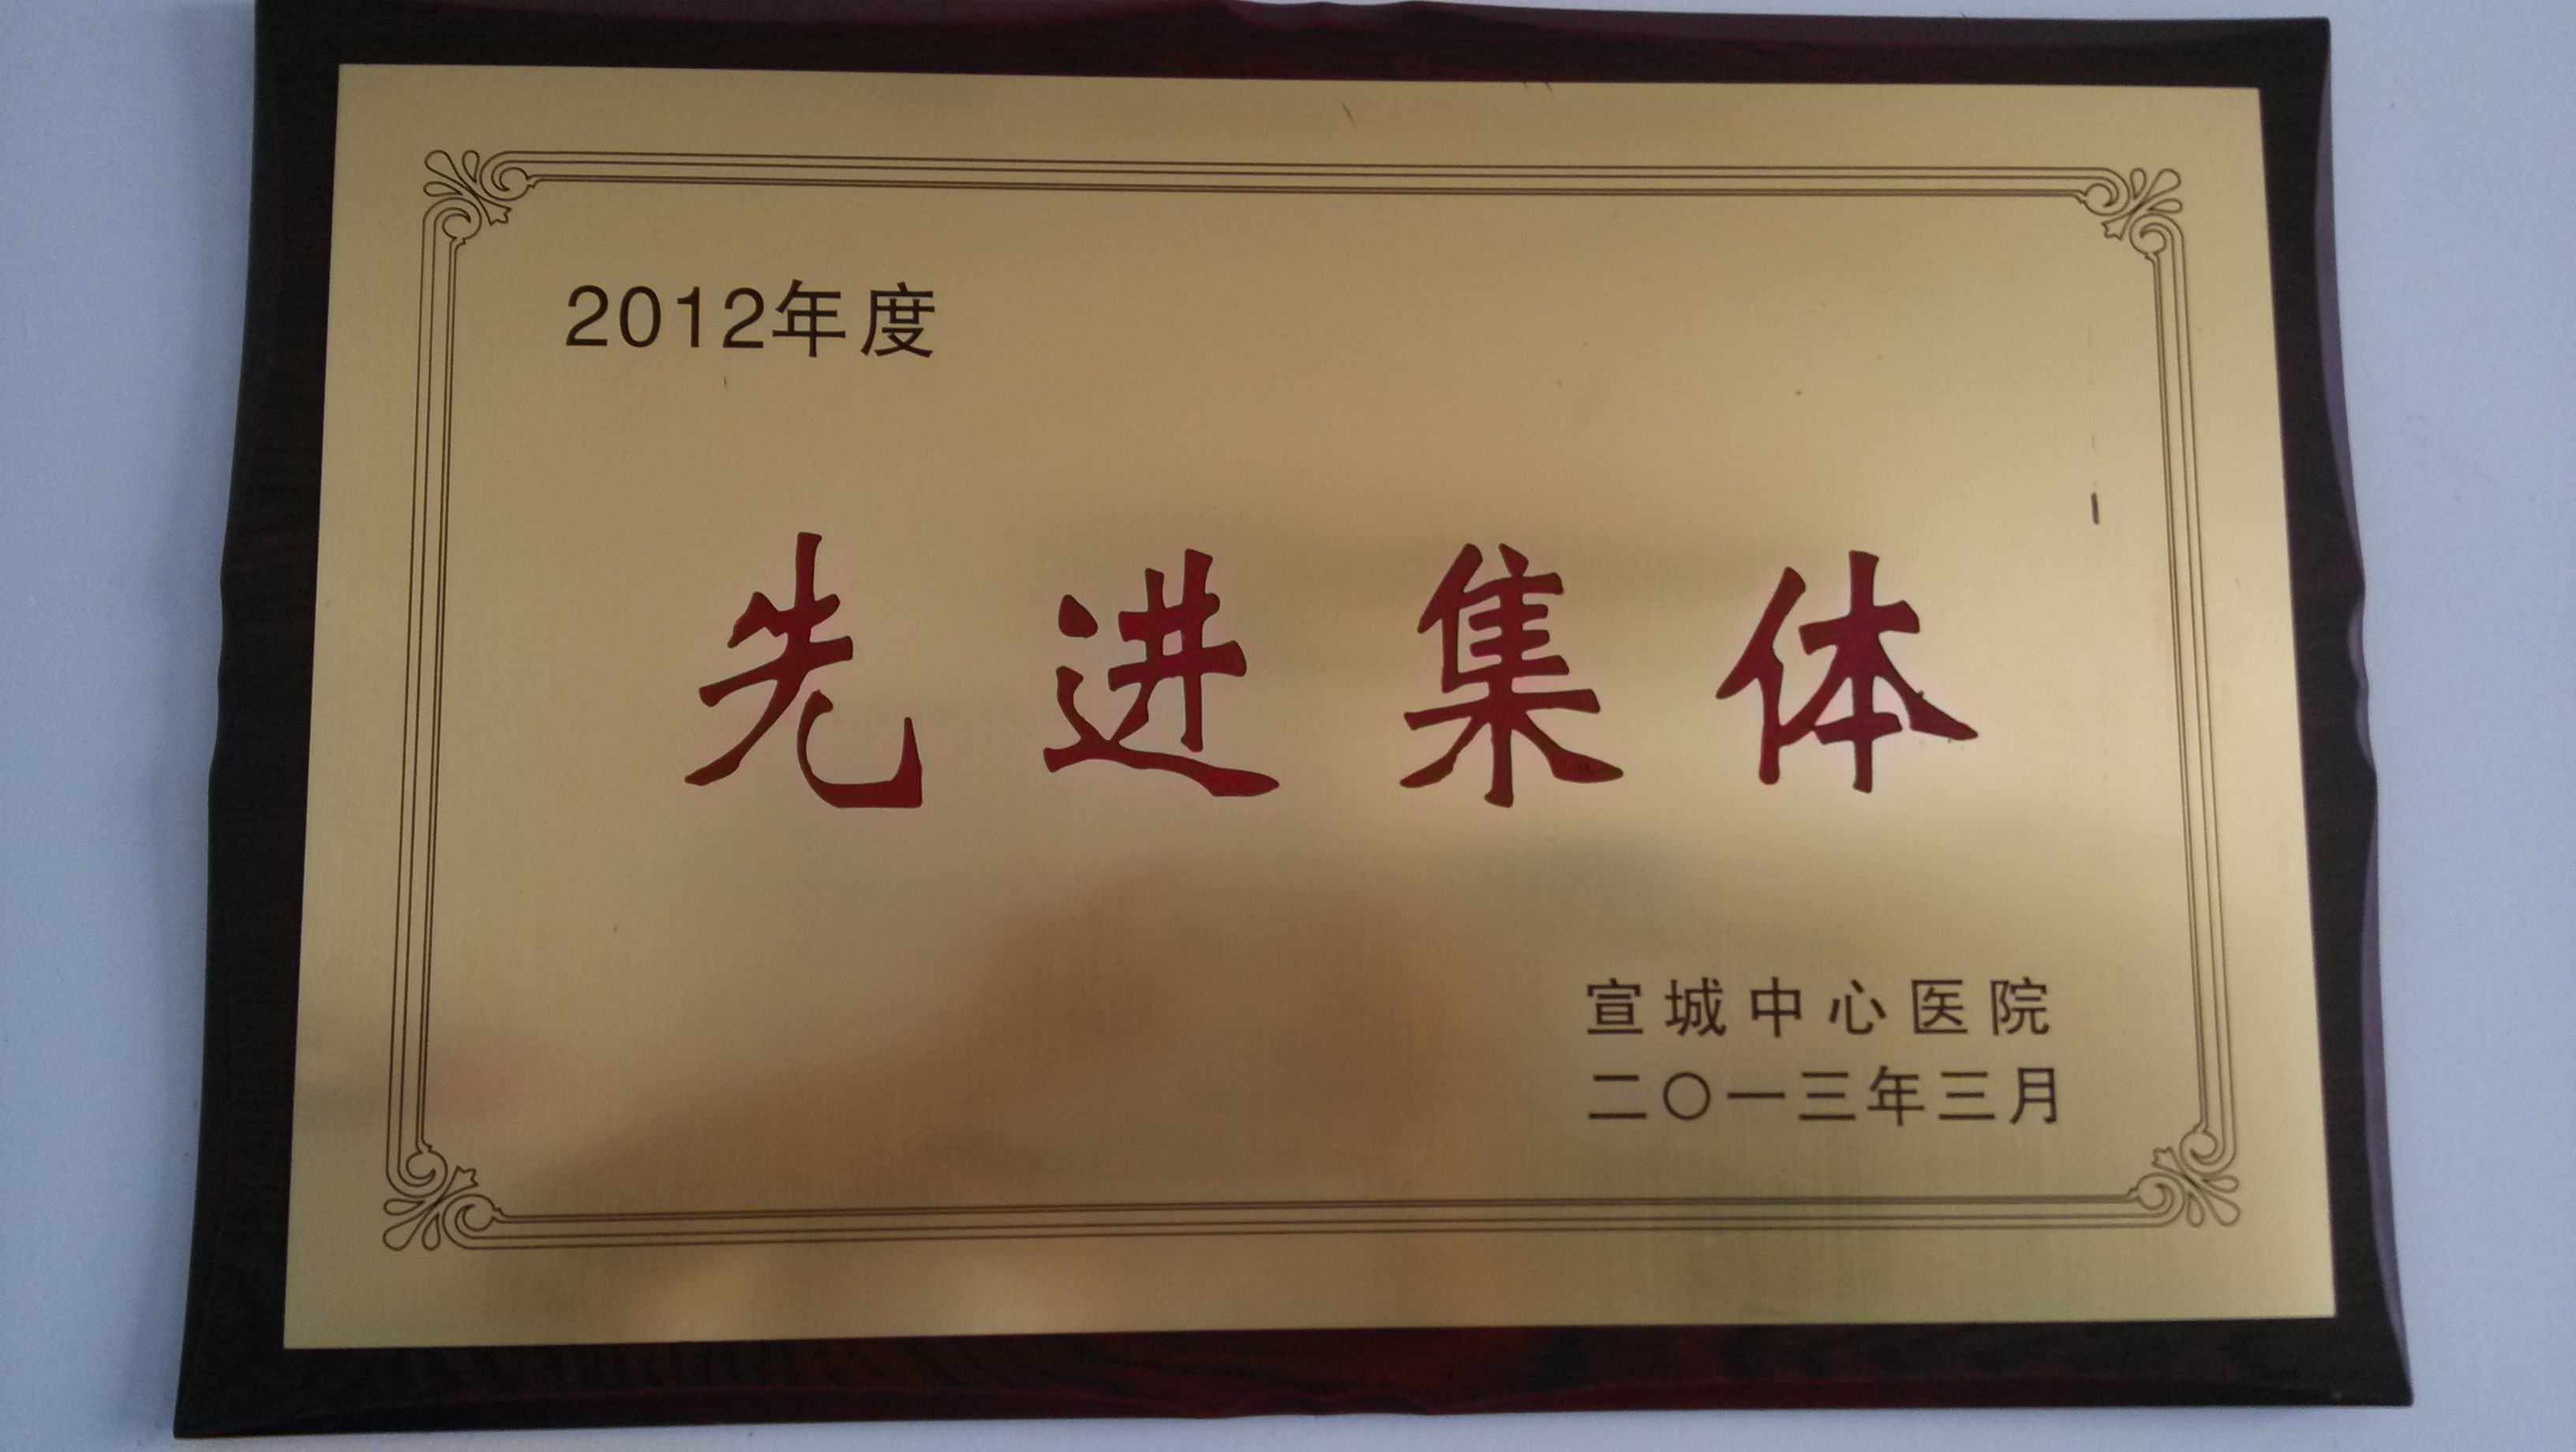 2012年度
先进集体
宣城中心医院
二〇一三年三月